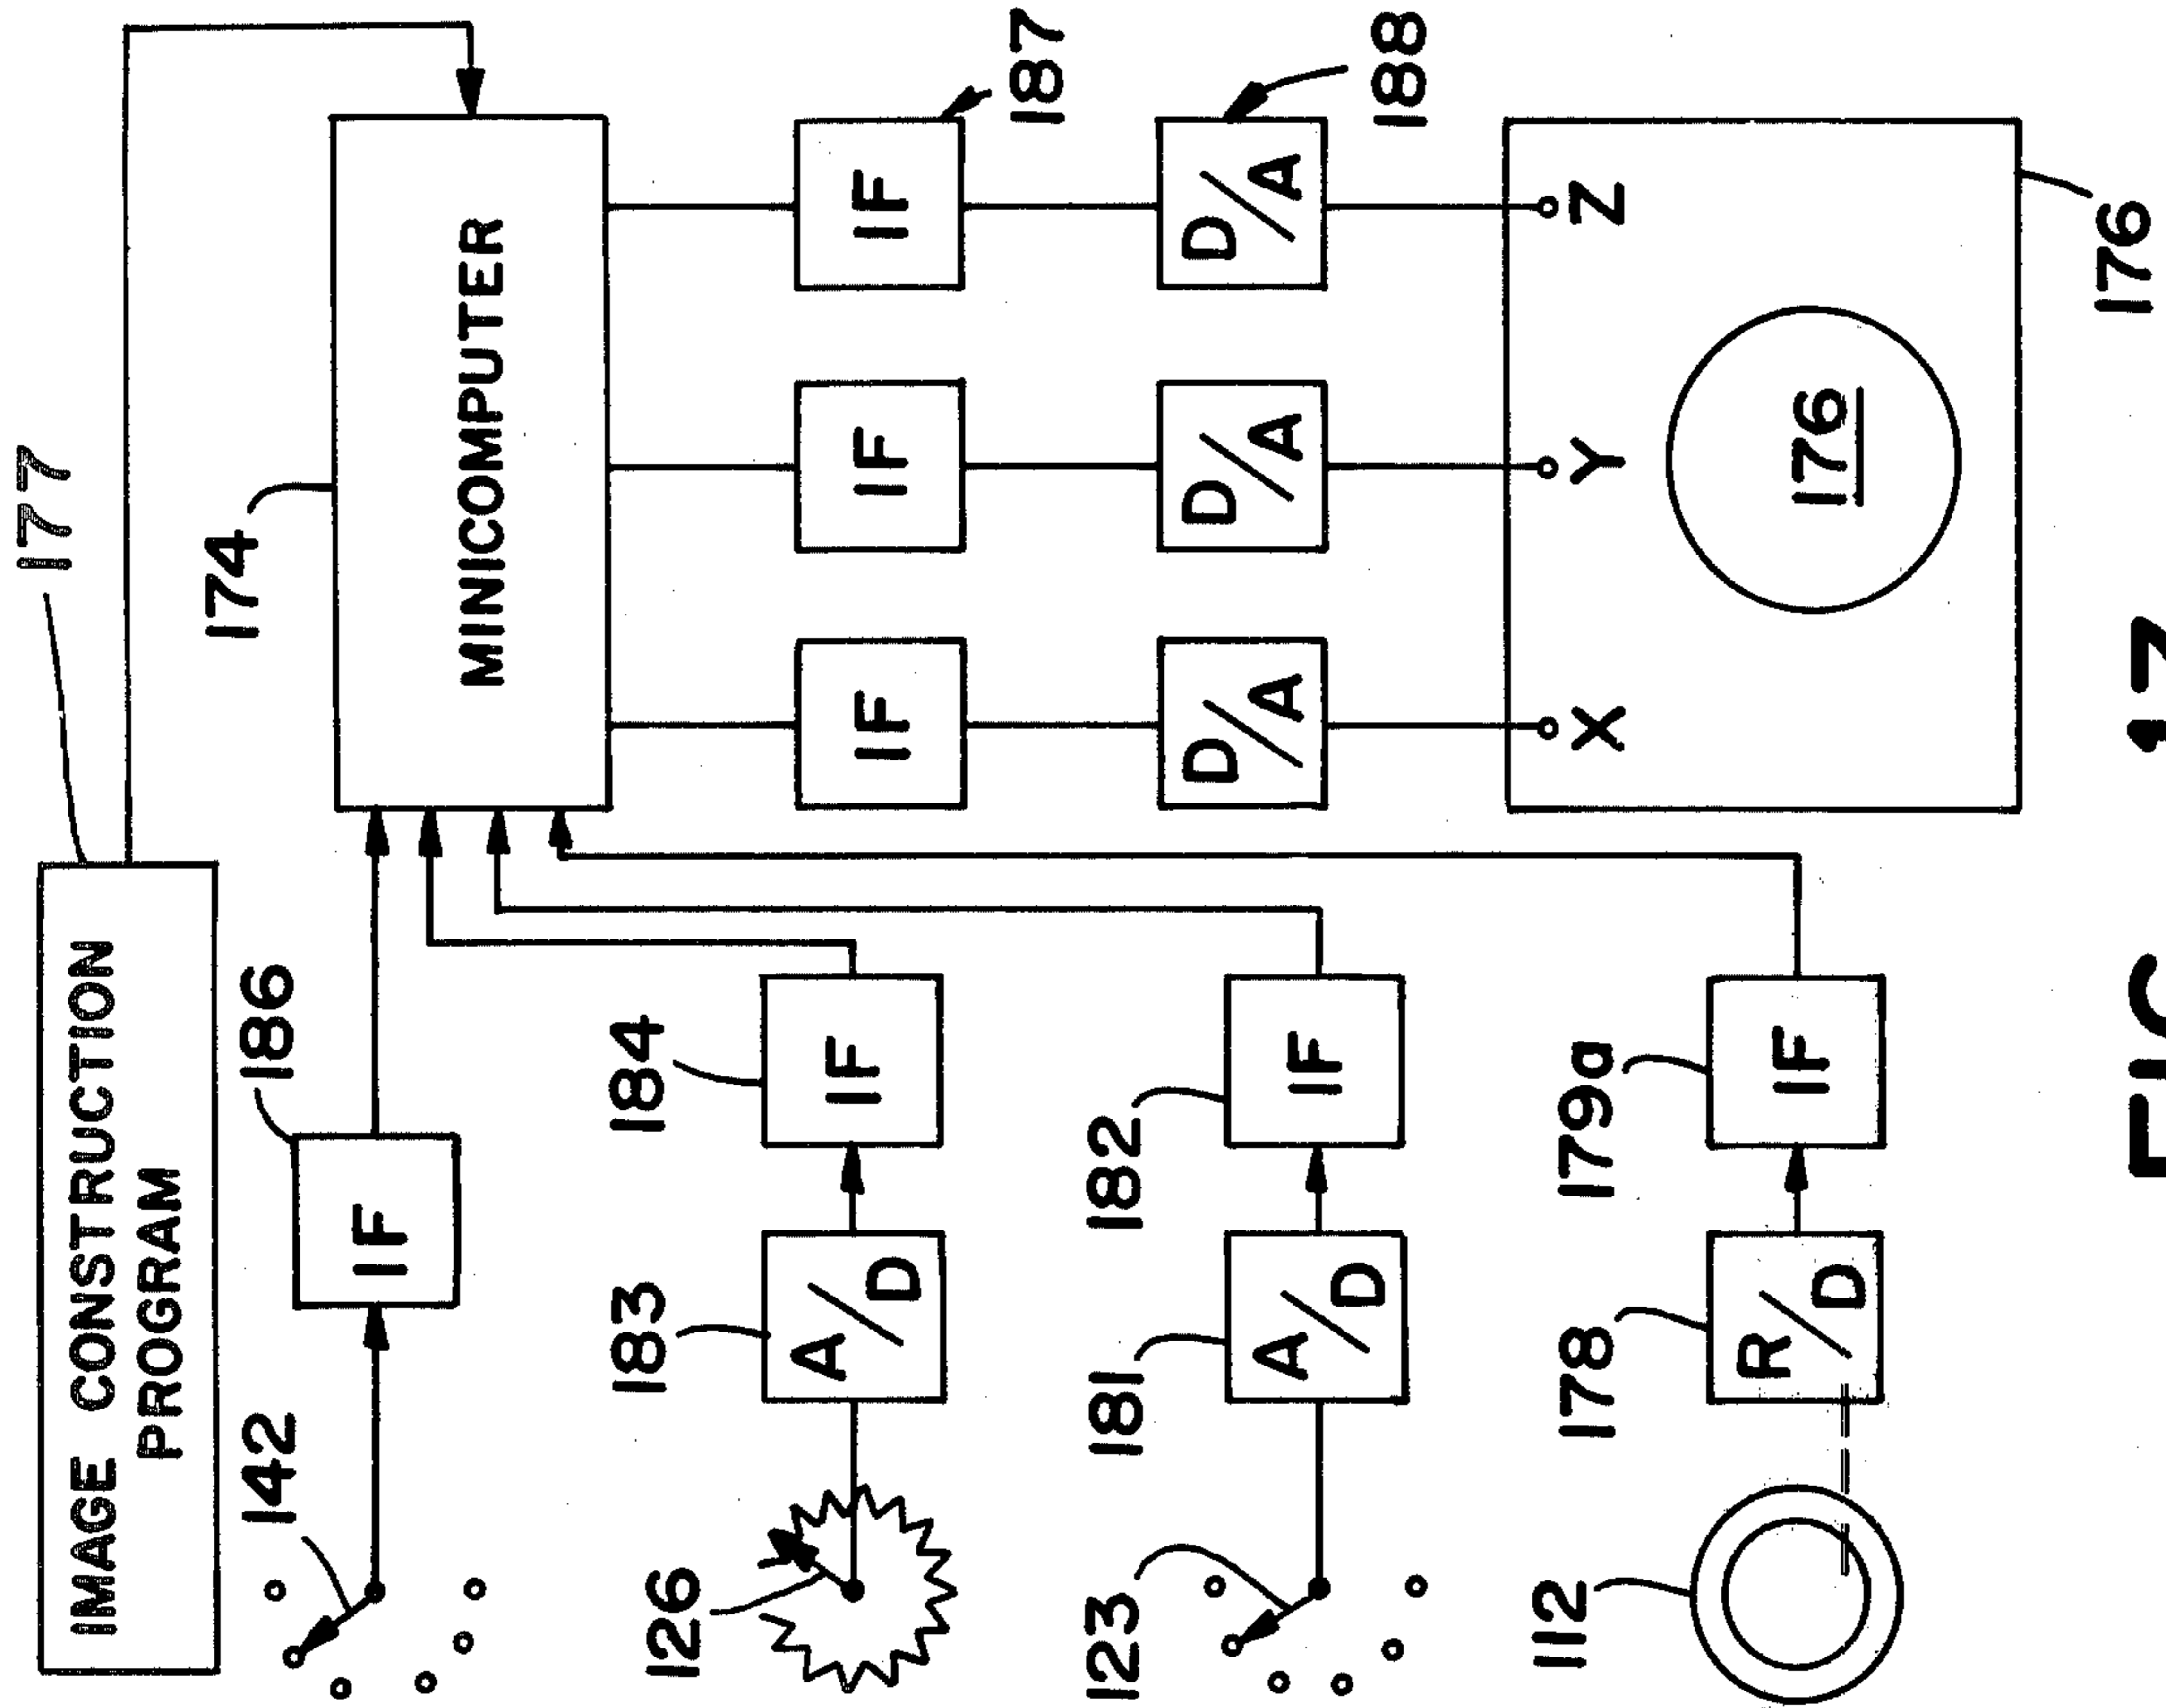 177
IMAGE CONSTRUCTION
PROGRAM
174
142
186
IF
MINICOMPUTER
126
183
184
A/D
IF
IF
IF
IF
187
123
181
182
A/D
IF
D/A
D/A
D/A
188
112
178
179a
R/D
IF
X
Y
Z
176
176